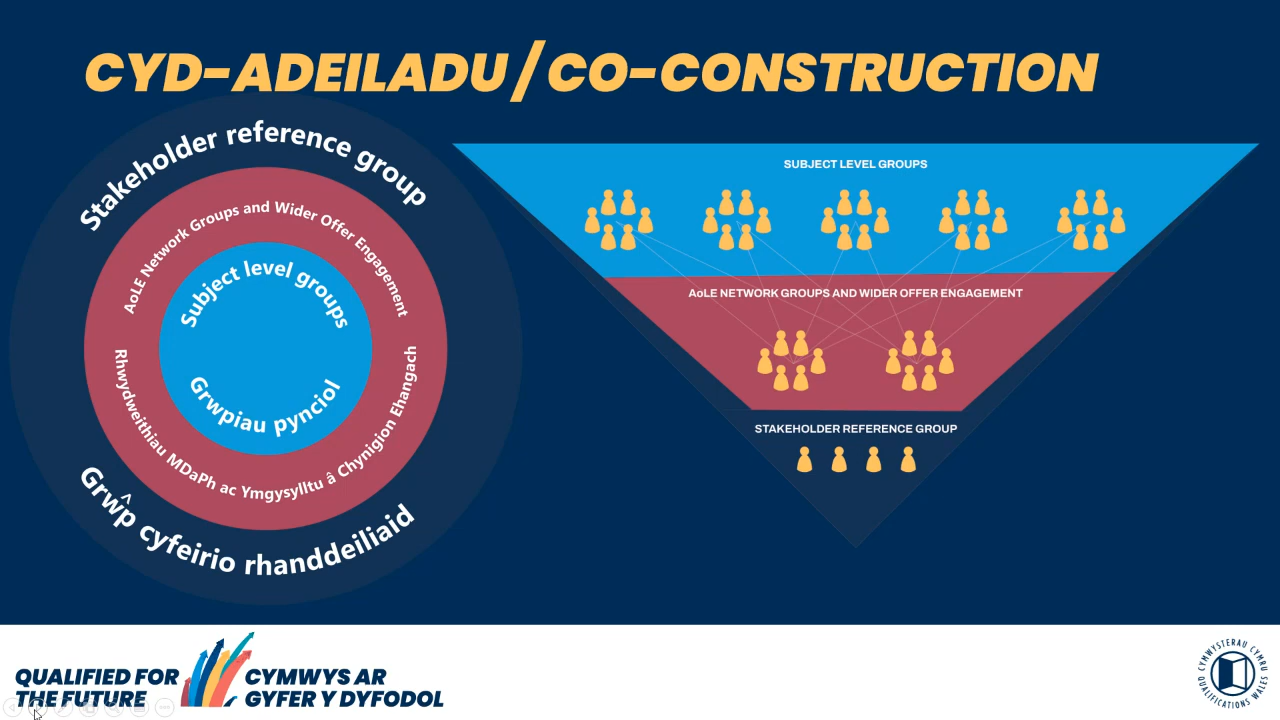 CYD-ADEILADU/CO-CONSTRUCTION
Stakeholder reference group
AoLE Network Groups and Wider Offer Engagement
Subject level groups
Grwpiau pynciol
Rhwydweithiau MDaPh ac Ymgysylltu â Chynigion Ehangach
Grŵp cyfeirio rhanddeiliaid
SUBJECT LEVEL GROUPS
AoLE NETWORK GROUPS AND WIDER OFFER ENGAGEMENT
STAKEHOLDER REFERENCE GROUP
QUALIFIED FOR
THE FUTURE
CYMWYS AR
GYFER Y DYFODOL
CYMWYSTERAU CYMRU
QUALIFICATIONS WALES